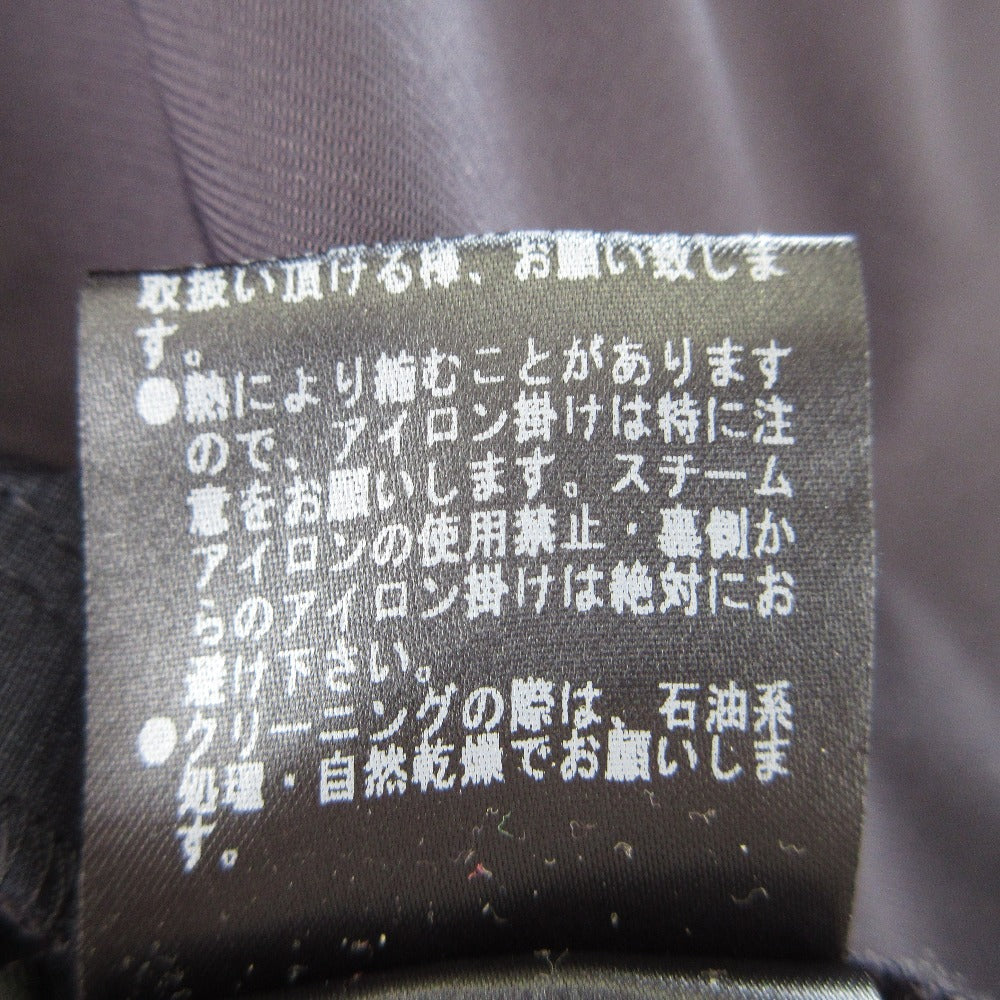 取扱い頂ける様、お願い致しま
す。
●熱により縮むことがあります
ので、アイロン掛けは特に注
意をお願いします。スチーム
アイロンの使用禁止・裏側か
らのアイロン掛けは絶対にお
避け下さい。
●クリーニングの際は、石油系
処理・自然乾燥でお願いしま
す。